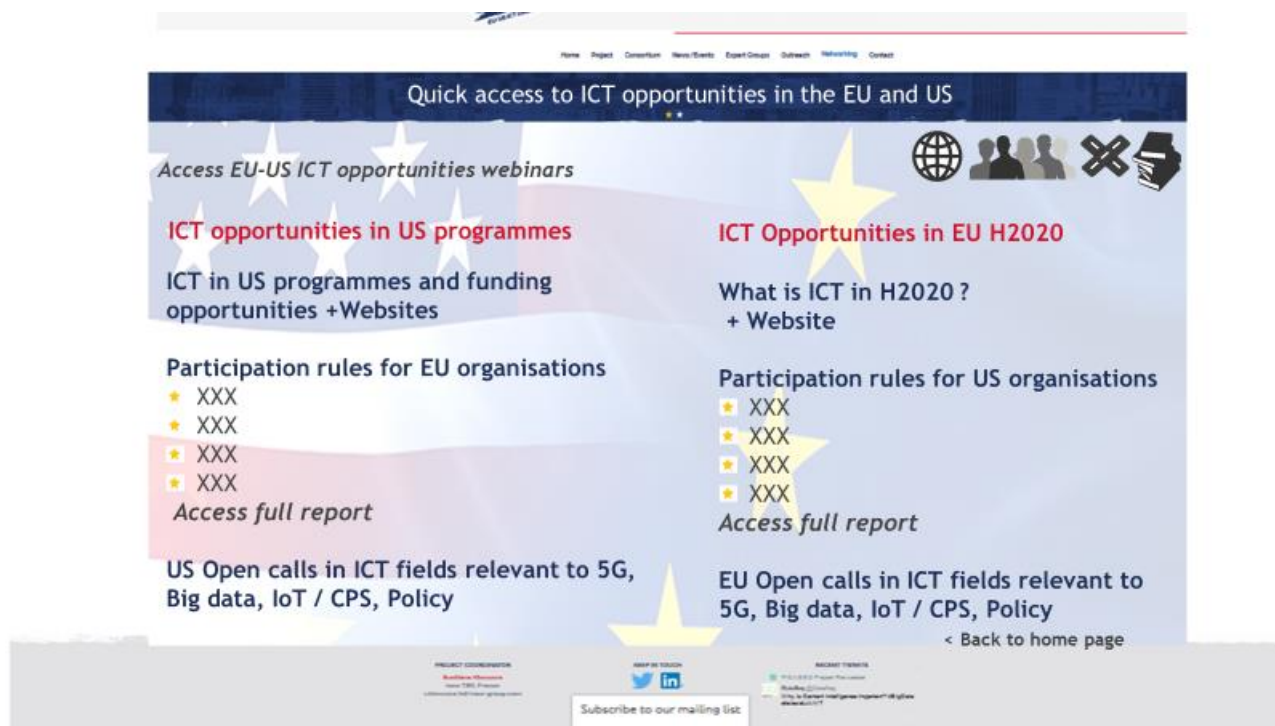 Home Project Consortium News/Events Expert Groups Outreach Networking Contact
Quick access to ICT opportunities in the EU and US
Access EU-US ICT opportunities webinars
ICT opportunities in US programmes
ICT in US programmes and funding
opportunities +Websites
Participation rules for EU organisations
XXX
XXX
XXX
XXX
Access full report
US Open calls in ICT fields relevant to 5G,
Big data, IoT / CPS, Policy
ICT Opportunities in EU H2020
What is ICT in H2020 ?
+ Website
Participation rules for US organisations
XXX
XXX
XXX
XXX
Access full report
EU Open calls in ICT fields relevant to
5G, Big data, IoT / CPS, Policy
< Back to home page
PROJECT COORDINATOR
KEEP IN TOUCH
in
Subscribe to our mailing list
RECENT TWEETS